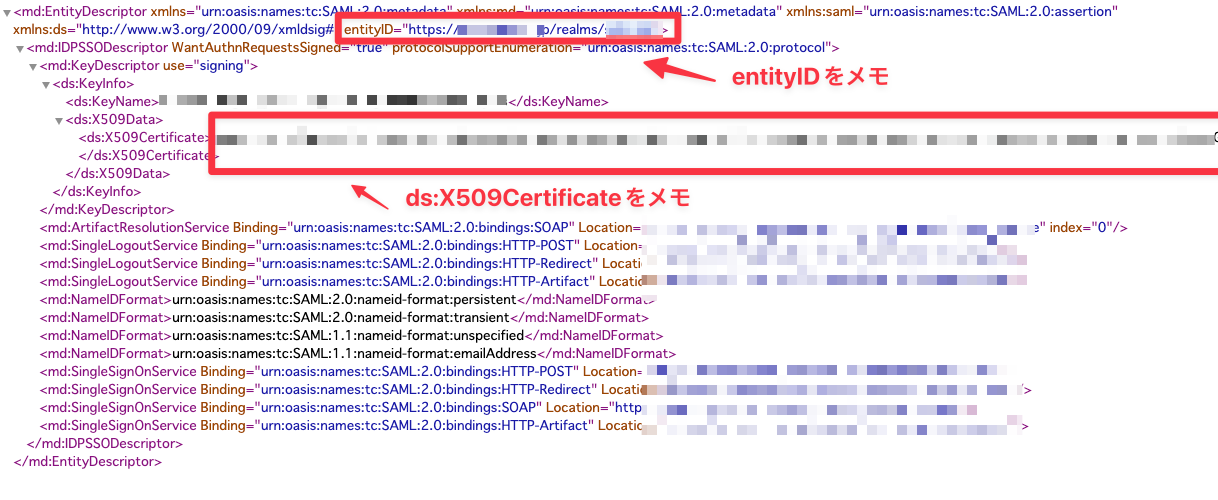 ▼<md:EntityDescriptor xmlns="urn:oasis:names:tc:SAML:2.0:metadata" xmlns:md="urn:oasis:names:tc:SAML:2.0:metadata" xmlns:saml="urn:oasis:names:tc:SAML:2.0:assertion"
xmlns:ds="http://www.w3.org/2000/09/xmldsig# entityID="https:// p/realms/ >
▼<md:IDPSSODescriptor WantAuthnRequestsSigned="true" protocolSupportEnumeration="urn:oasis:names:tc:SAML:2.0:protocol">
▼<md:KeyDescriptor use="signing">
entityIDをメモ
▼<ds:KeyInfo>
<ds:KeyName> </ds:KeyName>
▼<ds:X509Data>
<ds:X509Certificate>
</ds:X509Certificate>
</ds:X509Data>
</ds:KeyInfo>
ds:X509Certificateをメモ
</md:KeyDescriptor>
<md:ArtifactResolutionService Binding="urn:oasis:names:tc:SAML:2.0:bindings:SOAP" Location= e" index="0"/>
<md:SingleLogoutService Binding="urn:oasis:names:tc:SAML:2.0:bindings:HTTP-POST" Location=
<md:SingleLogoutService Binding="urn:oasis:names:tc:SAML:2.0:bindings:HTTP-Redirect" Locati
<md:SingleLogoutService Binding="urn:oasis:names:tc:SAML:2.0:bindings:HTTP-Artifact" Locati
<md:NameIDFormat>urn:oasis:names:tc:SAML:2.0:nameid-format:persistent</md:NameIDFormat>
<md:NameIDFormat>urn:oasis:names:tc:SAML:2.0:nameid-format:transient</md:NameIDFormat>
<md:NameIDFormat>urn:oasis:names:tc:SAML:1.1:nameid-format:unspecified</md:NameIDFormat>
<md:NameIDFormat>urn:oasis:names:tc:SAML:1.1:nameid-format:emailAddress</md:NameIDFormat>
<md:SingleSignOnService Binding="urn:oasis:names:tc:SAML:2.0:bindings:HTTP-POST" Location=
<md:SingleSignOnService Binding="urn:oasis:names:tc:SAML:2.0:bindings:HTTP-Redirect" Locati />
<md:SingleSignOnService Binding="urn:oasis:names:tc:SAML:2.0:bindings:SOAP" Location="http
<md:SingleSignOnService Binding="urn:oasis:names:tc:SAML:2.0:bindings:HTTP-Artifact" Locati >
</md:IDPSSODescriptor>
</md:EntityDescriptor>